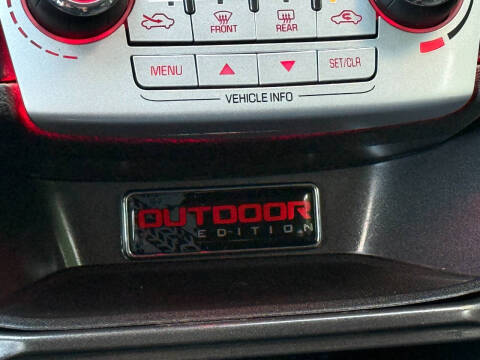 FRONT REAR
MENU SET/CLR
VEHICLE INFO
OUTDOOR
EDITION